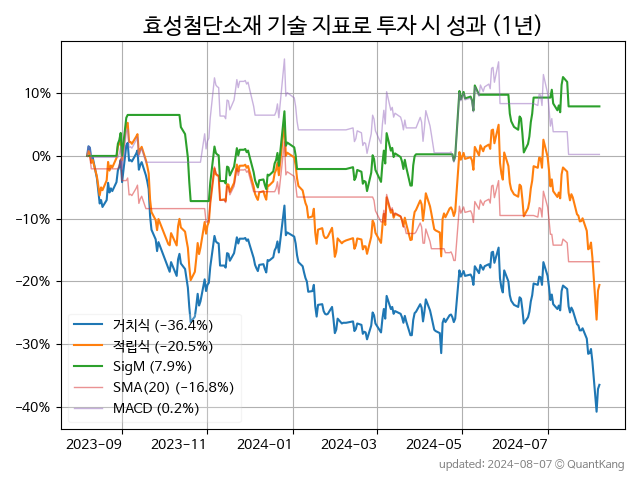 효성첨단소재 기술 지표로 투자 시 성과 (1년)
10%
0%
−10%
−20%
−30%
−40%
거치식 (−36.4%)
적립식 (−20.5%)
SigM (7.9%)
SMA(20) (−16.8%)
MACD (0.2%)
2023-09 2023-11 2024-01 2024-03 2024-05 2024-07
updated: 2024-08-07 © QuantKang